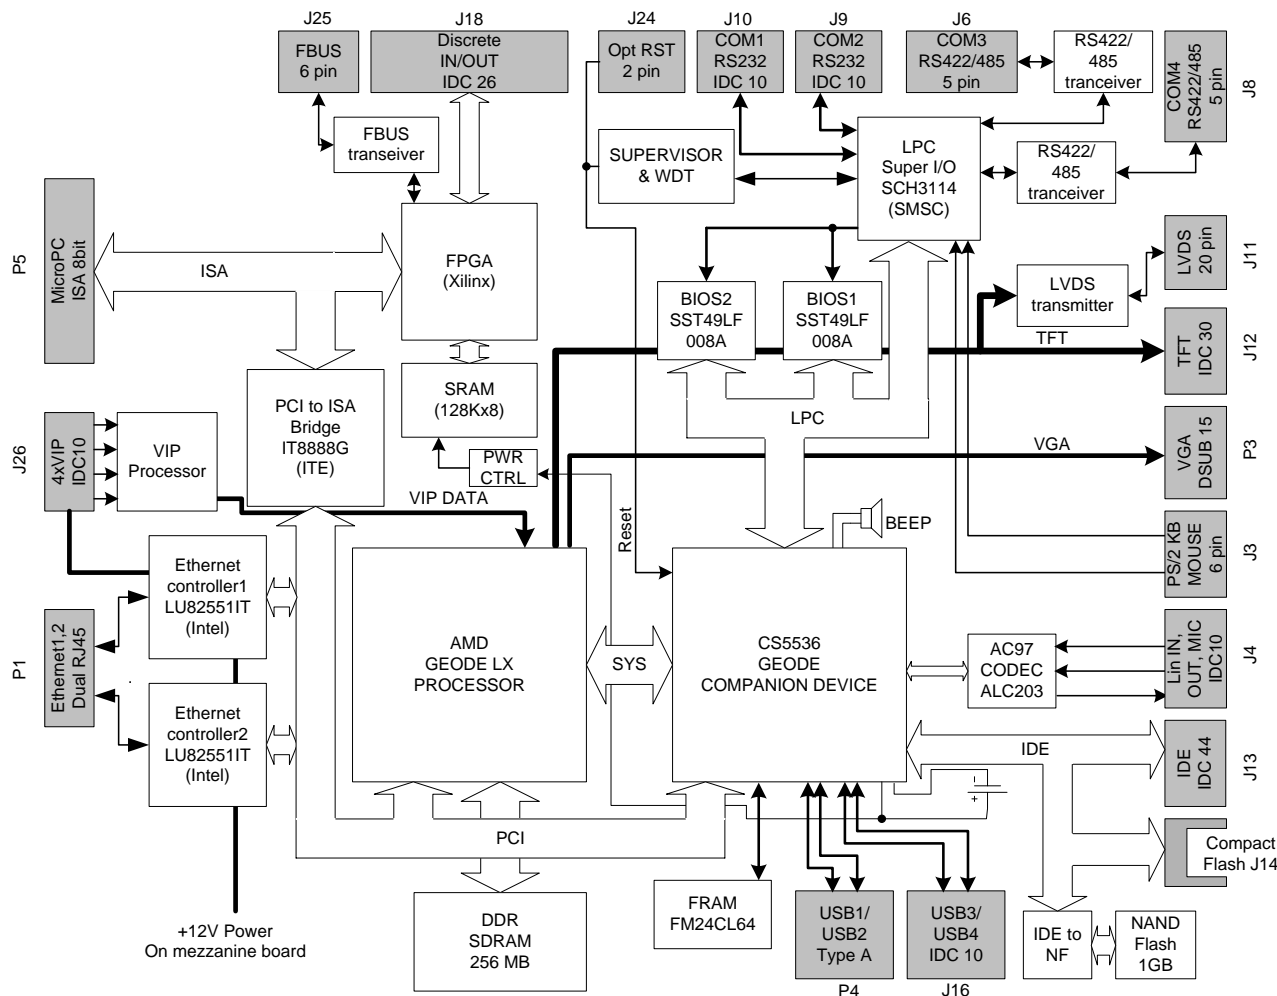 J25
J18
J24
J10
J9
J6
FBUS
6 pin
Discrete
IN/OUT
IDC 26
Opt RST
2 pin
COM1
RS232
IDC 10
COM2
RS232
IDC 10
COM3
RS422/485
5 pin
RS422/
485
tranceiver
COM4
RS422/485
5 pin
J8
FBUS
transeiver
SUPERVISOR
& WDT
LPC
Super I/O
SCH3114
(SMSC)
RS422/
485
tranceiver
P5
MicroPC
ISA 8bit
ISA
FPGA
(Xilinx)
BIOS2
SST49LF
008A
BIOS1
SST49LF
008A
LVDS
transmitter
LVDS
20 pin
J11
TFT
TFT
IDC 30
J12
PCI to ISA
Bridge
IT8888G
(ITE)
SRAM
(128Kx8)
LPC
J26
4xVIP
IDC10
VIP
Processor
PWR
CTRL
VGA
VGA
DSUB 15
P3
VIP DATA
Reset
BEEP
PS/2 KB
MOUSE
6 pin
J3
Ethernet
controller1
LU82551IT
(Intel)
P1
Ethernet1,2
Dual RJ45
AMD
GEODE LX
PROCESSOR
SYS
CS5536
GEODE
COMPANION DEVICE
AC97
CODEC
ALC203
Lin IN,
OUT, MIC
IDC10
J4
Ethernet
controller2
LU82551IT
(Intel)
IDE
IDE
IDC 44
J13
-
+
PCI
Compact
Flash J14
+12V Power
On mezzanine board
DDR
SDRAM
256 MB
FRAM
FM24CL64
USB1/
USB2
Type A
USB3/
USB4
IDC 10
IDE to
NF
NAND
Flash
1GB
P4
J16